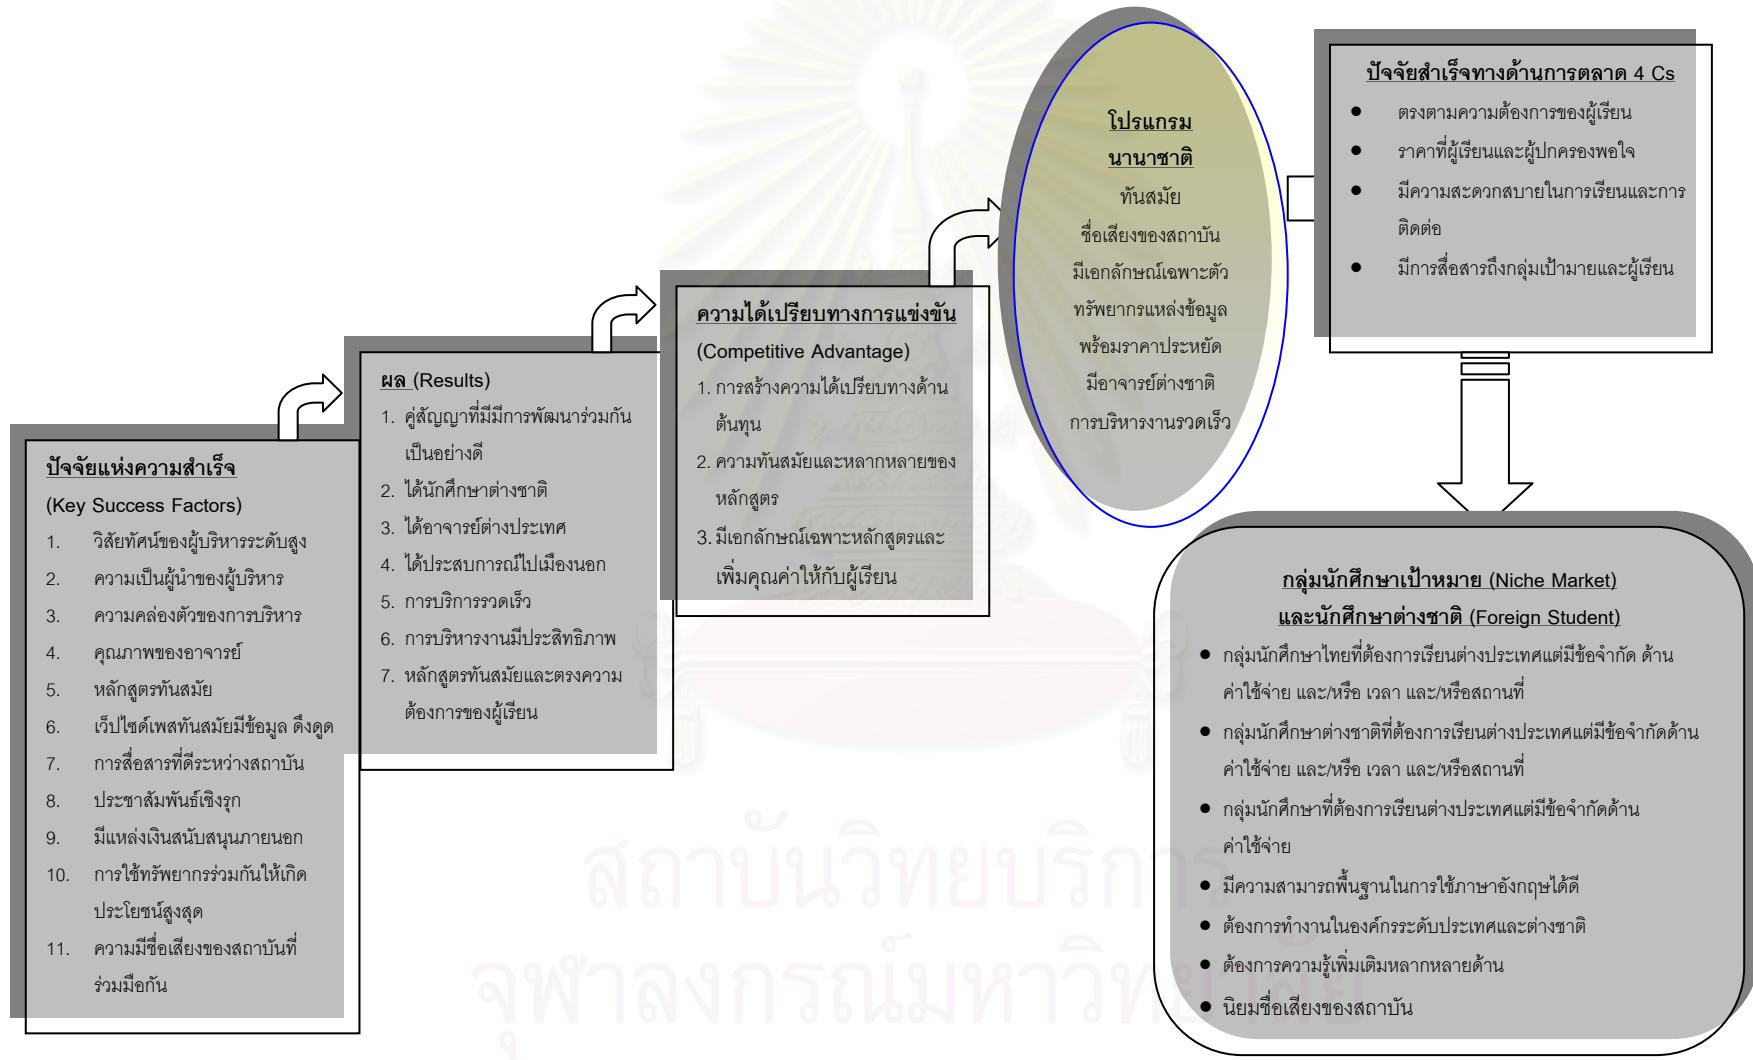 ปัจจัยแห่งความสำเร็จ
(Key Success Factors)
1. วิสัยทัศน์ของผู้บริหารระดับสูง
2. ความเป็นผู้นำของผู้บริหาร
3. ความคล่องตัวของการบริหาร
4. คุณภาพของอาจารย์
5. หลักสูตรทันสมัย
6. เว็ปไซด์เพสทันสมัยมีข้อมูล ดึงดูด
7. การสื่อสารที่ดีระหว่างสถาบัน
8. ประชาสัมพันธ์เชิงรุก
9. มีแหล่งเงินสนับสนุนภายนอก
10. การใช้ทรัพยากรร่วมกันให้เกิด
ประโยชน์สูงสุด
11. ความมีชื่อเสียงของสถาบันที่
ร่วมมือกัน
ผล (Results)
1. คู่สัญญาที่มีมีการพัฒนาร่วมกัน
เป็นอย่างดี
2. ได้นักศึกษาต่างชาติ
3. ได้อาจารย์ต่างประเทศ
4. ได้ประสบการณ์ไปเมืองนอก
5. การบริการรวดเร็ว
6. การบริหารงานมีประสิทธิภาพ
7. หลักสูตรทันสมัยและตรงความ
ต้องการของผู้เรียน
ความได้เปรียบทางการแข่งขัน
(Competitive Advantage)
1. การสร้างความได้เปรียบทางด้าน
ต้นทุน
2. ความทันสมัยและหลากหลายของ
หลักสูตร
3. มีเอกลักษณ์เฉพาะหลักสูตรและ
เพิ่มคุณค่าให้กับผู้เรียน
โปรแกรม
นานาชาติ
ทันสมัย
ชื่อเสียงของสถาบัน
มีเอกลักษณ์เฉพาะตัว
ทรัพยากรแหล่งข้อมูล
พร้อมราคาประหยัด
มีอาจารย์ต่างชาติ
การบริหารงานรวดเร็ว
ปัจจัยสำเร็จทางด้านการตลาด 4 Cs
● ตรงตามความต้องการของผู้เรียน
● ราคาที่ผู้เรียนและผู้ปกครองพอใจ
● มีความสะดวกสบายในการเรียนและการ
ติดต่อ
● มีการสื่อสารถึงกลุ่มเป้ามายและผู้เรียน
กลุ่มนักศึกษาเป้าหมาย (Niche Market)
และนักศึกษาต่างชาติ (Foreign Student)
● กลุ่มนักศึกษาไทยที่ต้องการเรียนต่างประเทศแต่มีข้อจำกัด ด้าน
ค่าใช้จ่าย และ/หรือ เวลา และ/หรือสถานที่
● กลุ่มนักศึกษาต่างชาติที่ต้องการเรียนต่างประเทศแต่มีข้อจำกัดด้าน
ค่าใช้จ่าย และ/หรือ เวลา และ/หรือสถานที่
● กลุ่มนักศึกษาที่ต้องการเรียนต่างประเทศแต่มีข้อจำกัดด้าน
ค่าใช้จ่าย
● มีความสามารถพื้นฐานในการใช้ภาษาอังกฤษได้ดี
● ต้องการทำงานในองค์กรระดับประเทศและต่างชาติ
● ต้องการความรู้เพิ่มเติมหลากหลายด้าน
● นิยมชื่อเสียงของสถาบัน
สถาบันวิทยบริการ
จุฬาลงกรณ์มหาวิทยาลัย